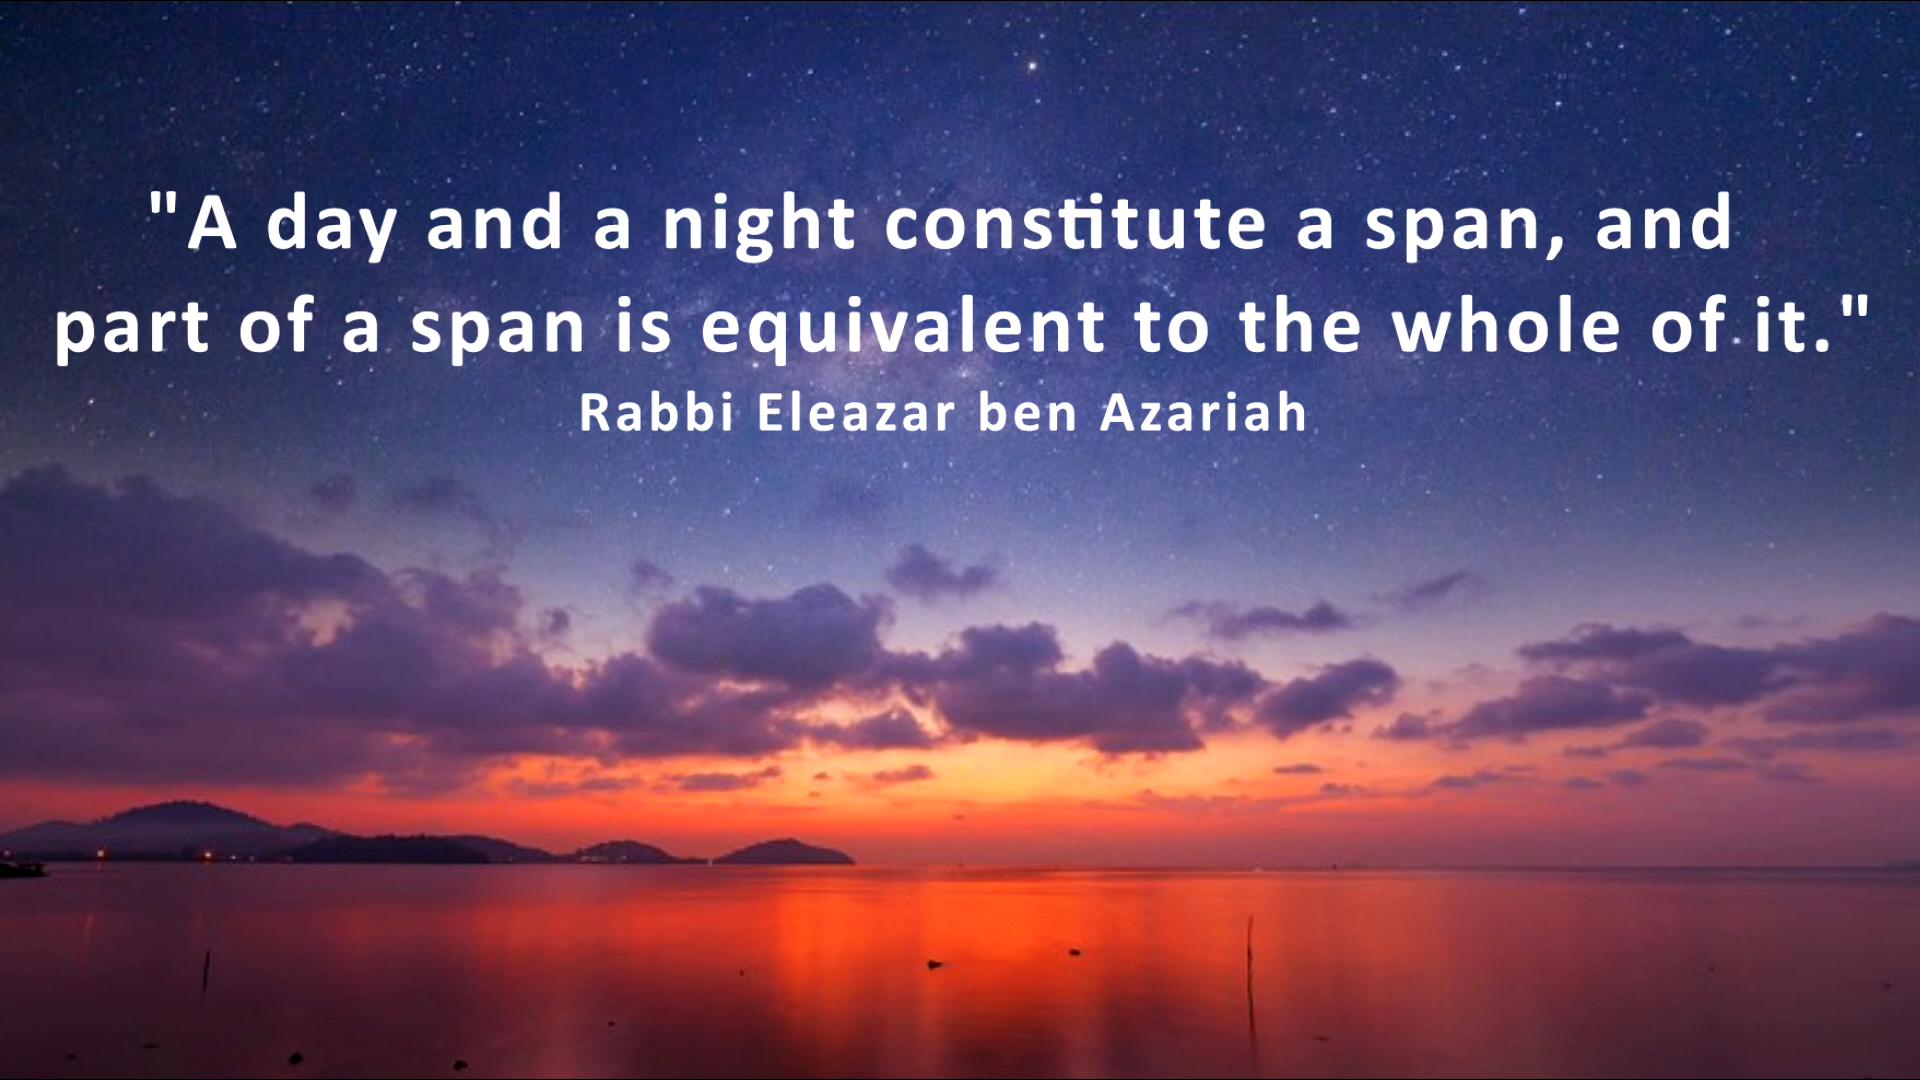 "A day and a night constitute a span, and
part of a span is equivalent to the whole of it."
Rabbi Eleazar ben Azariah